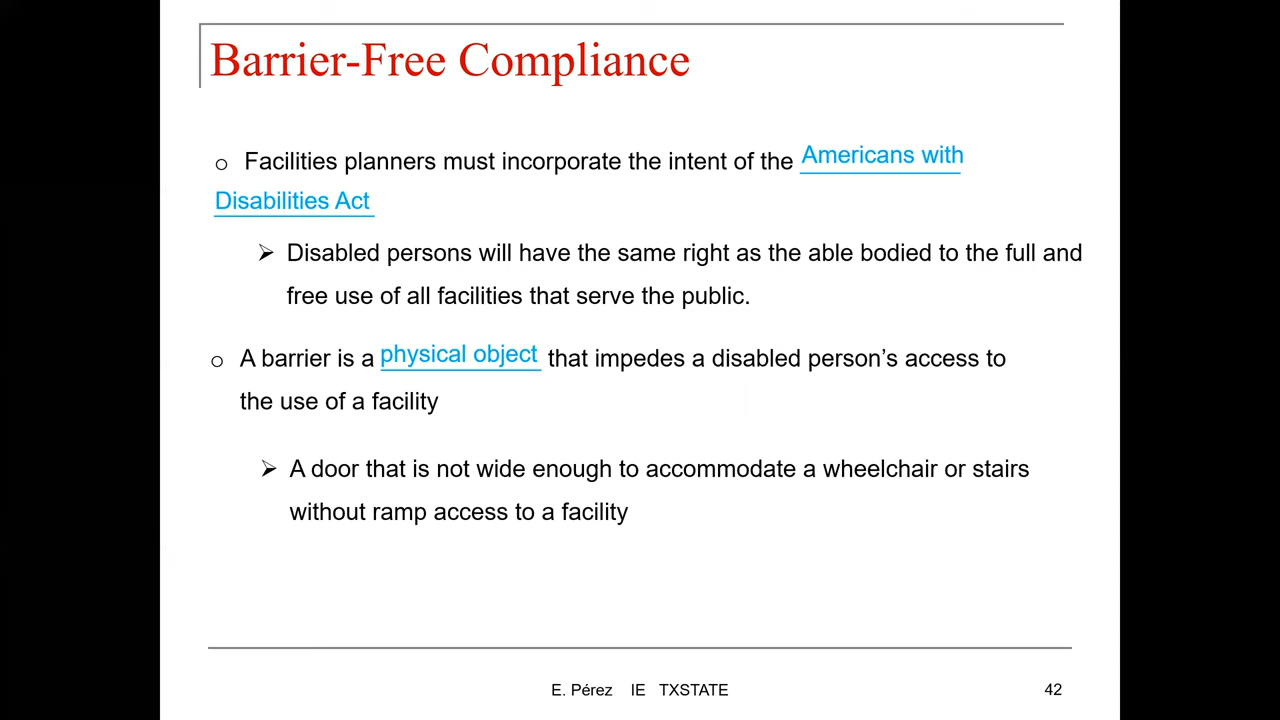 Barrier-Free Compliance
o Facilities planners must incorporate the intent of the Americans with
Disabilities Act
➢ Disabled persons will have the same right as the able bodied to the full and
free use of all facilities that serve the public.
o A barrier is a physical object that impedes a disabled person’s access to
the use of a facility
➢ A door that is not wide enough to accommodate a wheelchair or stairs
without ramp access to a facility
E. Pérez IE TXSTATE 42